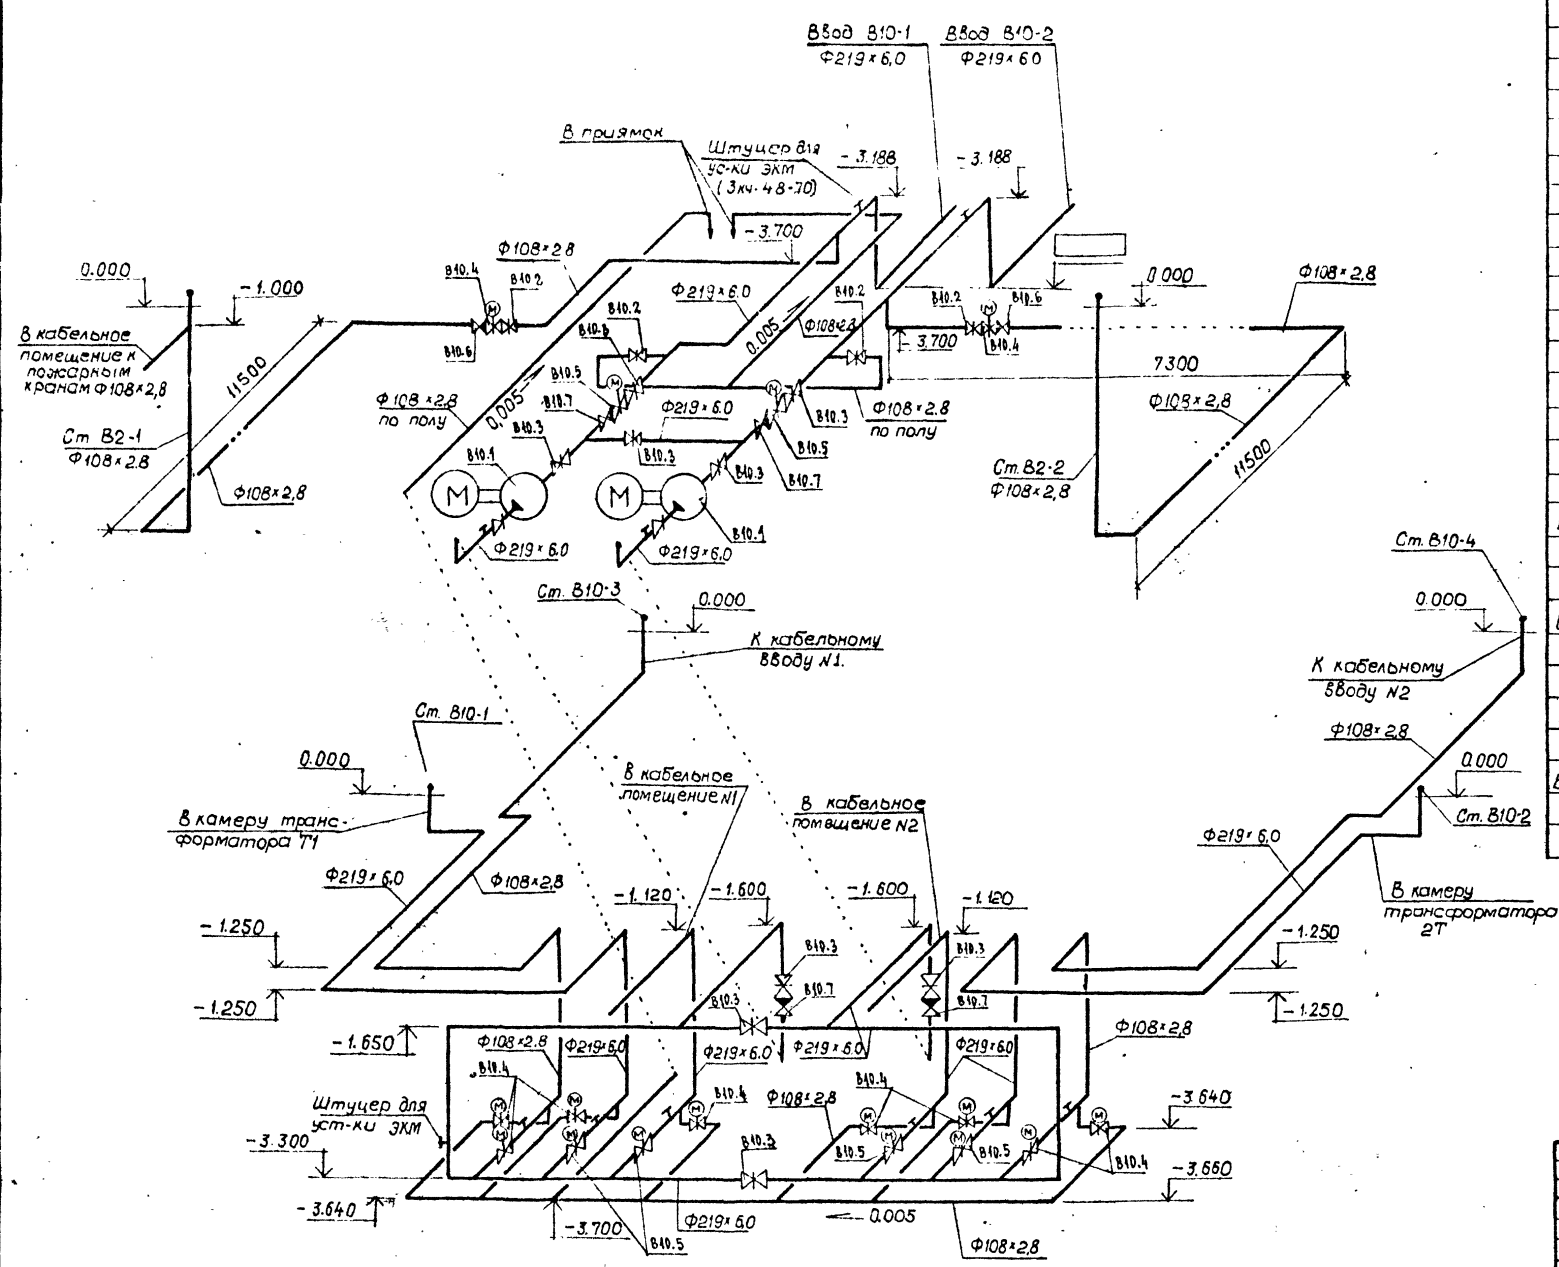 Ввод В10-1
Ф219×6,0
Ввод В10-2
Ф219×60
В приямок
Штуцер для
ус-ки ЭКМ
(3кч-48-70)
-3.188
-3.188
-3.700
Ф108×2.8
В10.4
В10.2
В10.6
0.000
-1.000
В кабельное
помещение к
пожарным
кранам Ф108×2,8
11500
Ст В2-1
Ф108×2.8
Ф108×2,8
Ф108×2,8
по полу
0,005
Ф219×6.0
В10.2
В10.8
В10.5
В10.7
В10.3
В10.1
М
М
М
М
0.005
Ф108×2.8
В10.2
Ф219×6.0
В10.3
В10.3
В10.3
В10.5
В10.7
Ф108×2.8
по полу
В10.1
Ф219×6.0
Ф219×6,0
В10.2
М
В10.6
В10.4
-3.700
0.000
Ф108×2,8
7300
Ф108×2,8
11500
Ст. В2-2
Ф108×2,8
Ст. В10-3
0.000
К кабельному
вводу N1.
Ст. В10-4
0.000
К кабельному
вводу N2
Ф108×2,8
0.000
Ст. В10-2
Ст. В10-1
0.000
В камеру транс-
форматора Т1
Ф219×6,0
Ф108×2,8
В кабельное
помещение N1
В кабельное
помещение N2
Ф219×6,0
В камеру
трансформатора
2Т
-1.250
-1.250
-1.120
-1.600
-1.600
-1.120
-1.250
-1.250
В10.3
В10.7
В10.3
В10.3
В10.7
-1.650
Ф108×2.8
Ф219×6,0
Ф219×6.0
Ф219×6.0
Ф219×6.0
Ф108×2,8
Штуцер для
уст-ки ЭКМ
В10.4
В10.4
Ф108×2,8
В10.4
М
М
М
М
М
М
М
М
М
М
М
М
-3.640
-3.300
В10.3
В10.5
В10.5
В10.4
-3.660
-3.640
-3.700
В10.5
Ф219×6.0
0.005
Ф108×2,8